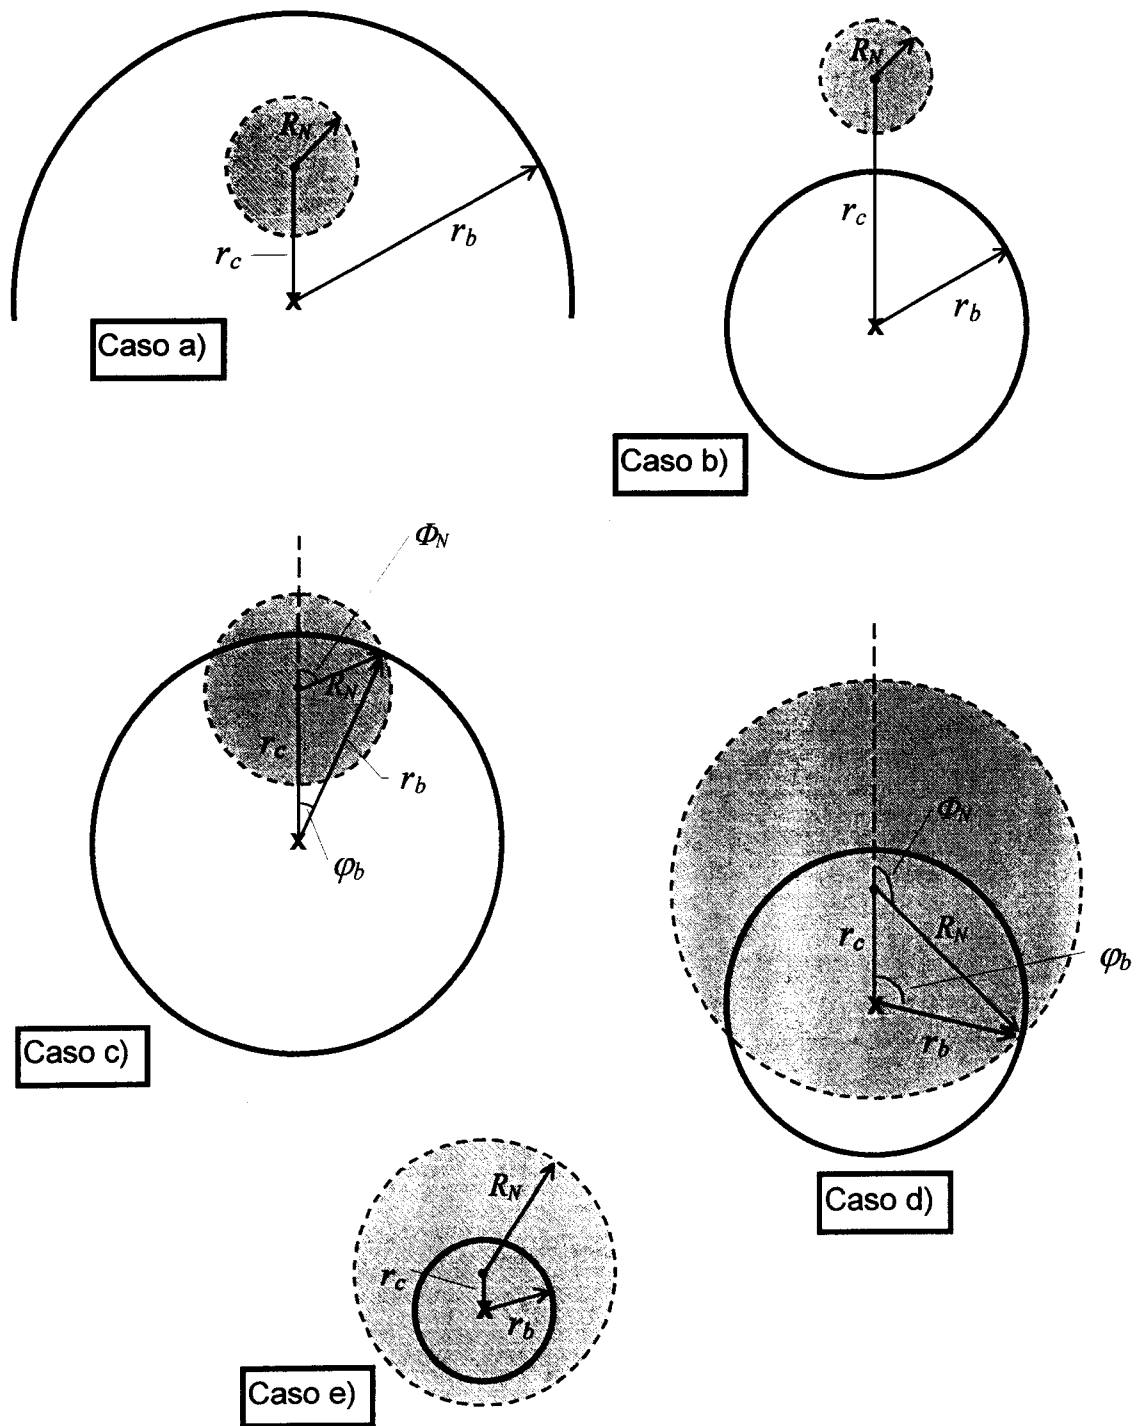 R_N
r_b
r_c
Caso a)
R_N
r_c
r_b
Caso b)
Φ_N
R_N
r_c
r_b
φ_b
Caso c)
Φ_N
r_c
R_N
φ_b
r_b
Caso d)
R_N
r_c
r_b
Caso e)